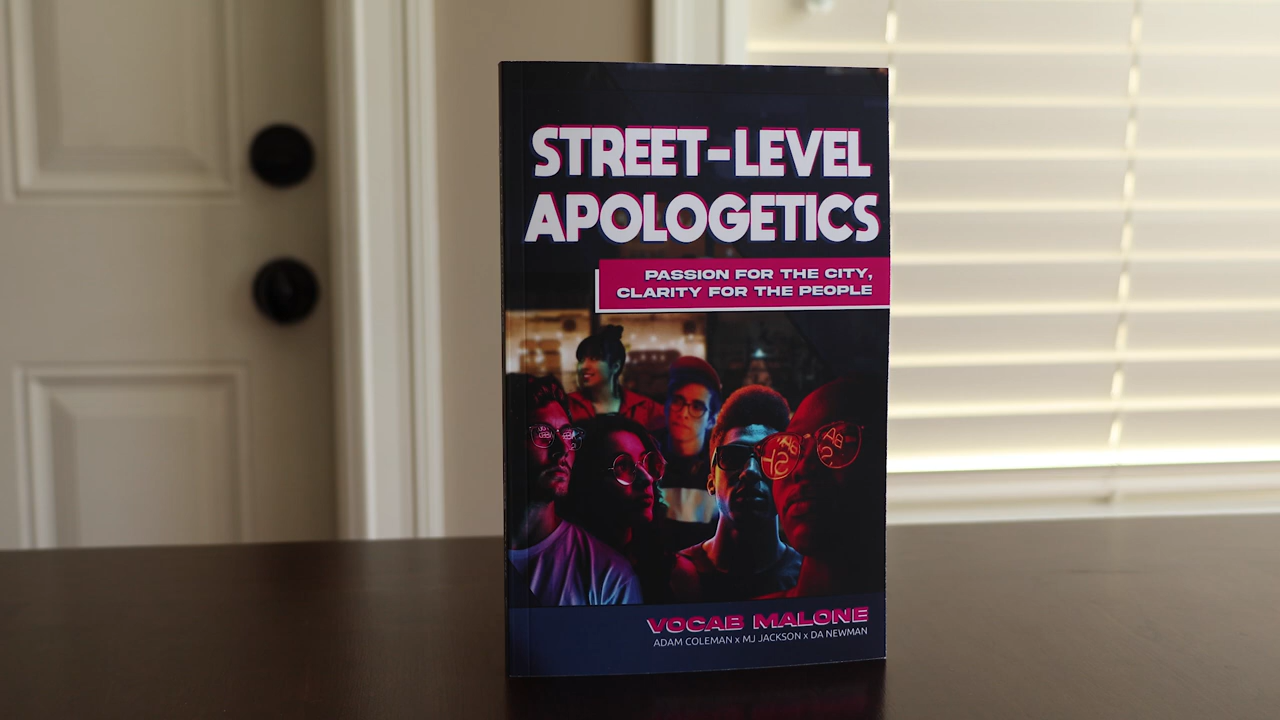 STREET-LEVEL
APOLOGETICS
PASSION FOR THE CITY,
CLARITY FOR THE PEOPLE
VOCAB MALONE
ADAM COLEMAN x MJ JACKSON x DA NEWMAN